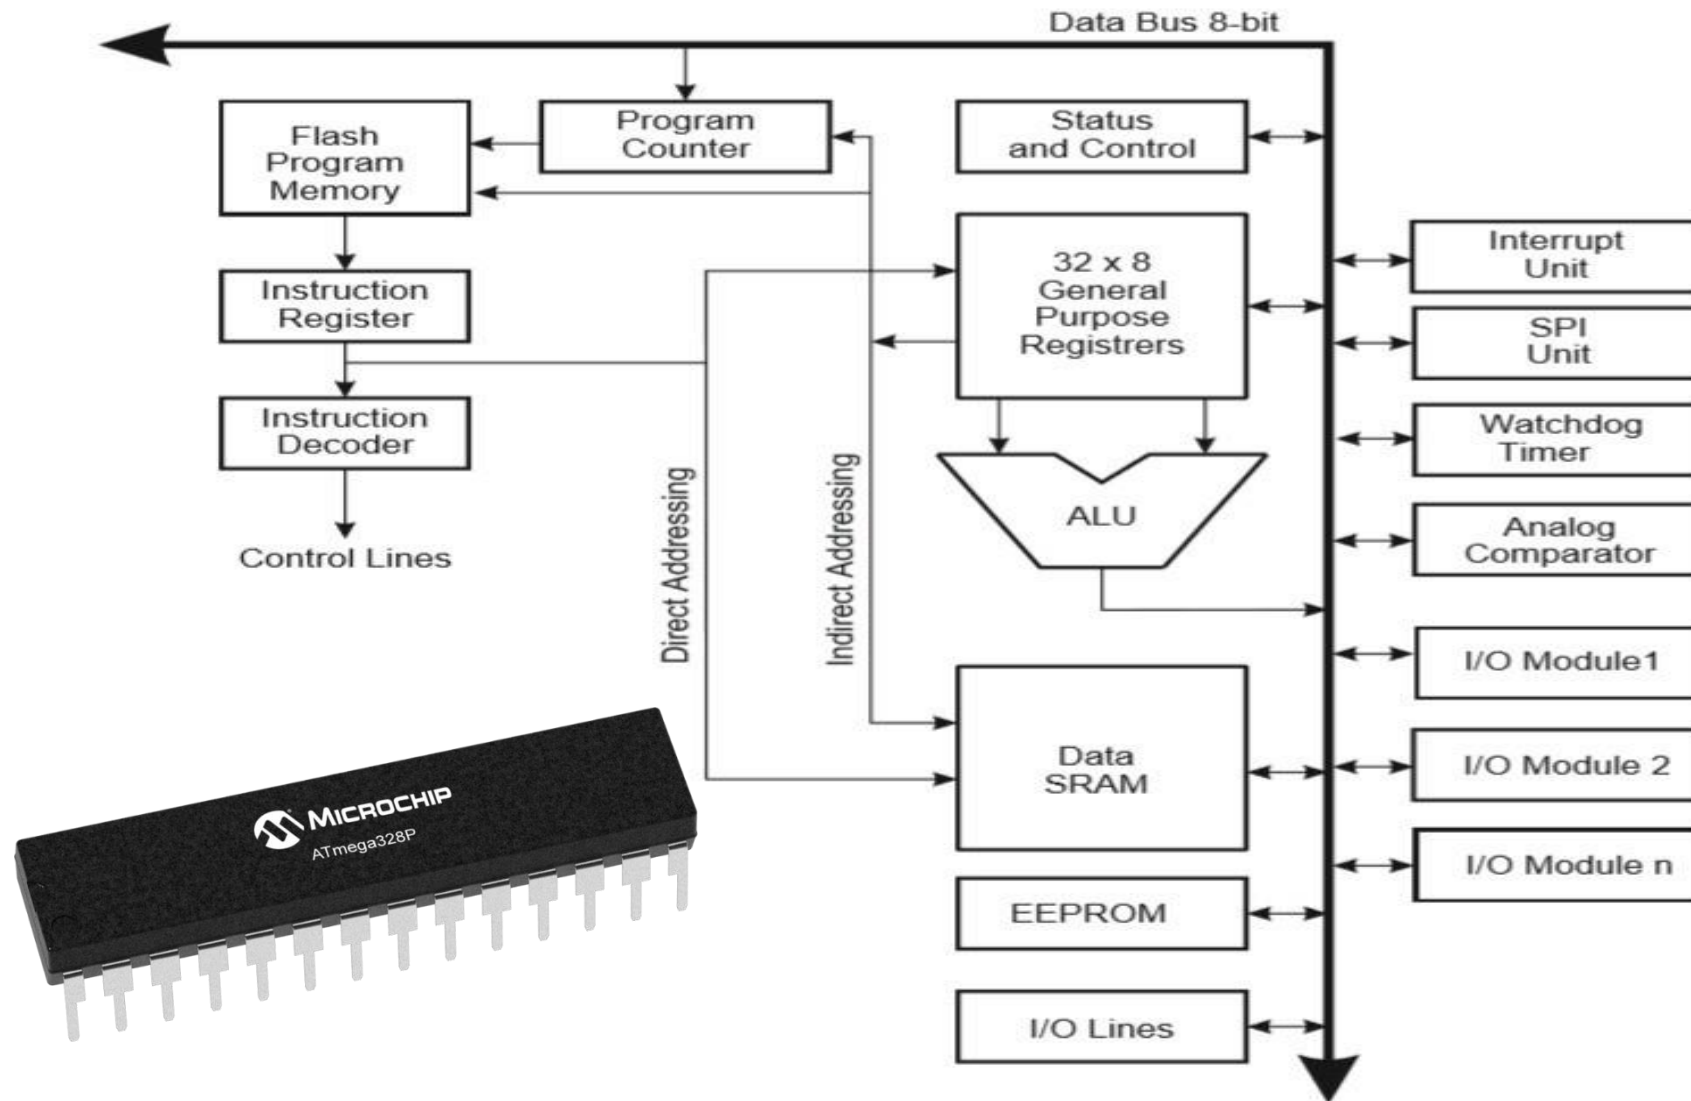 Data Bus 8-bit
Flash
Program
Memory
Program
Counter
Status
and Control
Instruction
Register
32 x 8
General
Purpose
Registrers
Interrupt
Unit
SPI
Unit
Instruction
Decoder
Watchdog
Timer
Control Lines
Direct Addressing
Indirect Addressing
ALU
Analog
Comparator
I/O Module1
Data
SRAM
I/O Module 2
MICROCHIP
ATmega328P
I/O Module n
EEPROM
I/O Lines